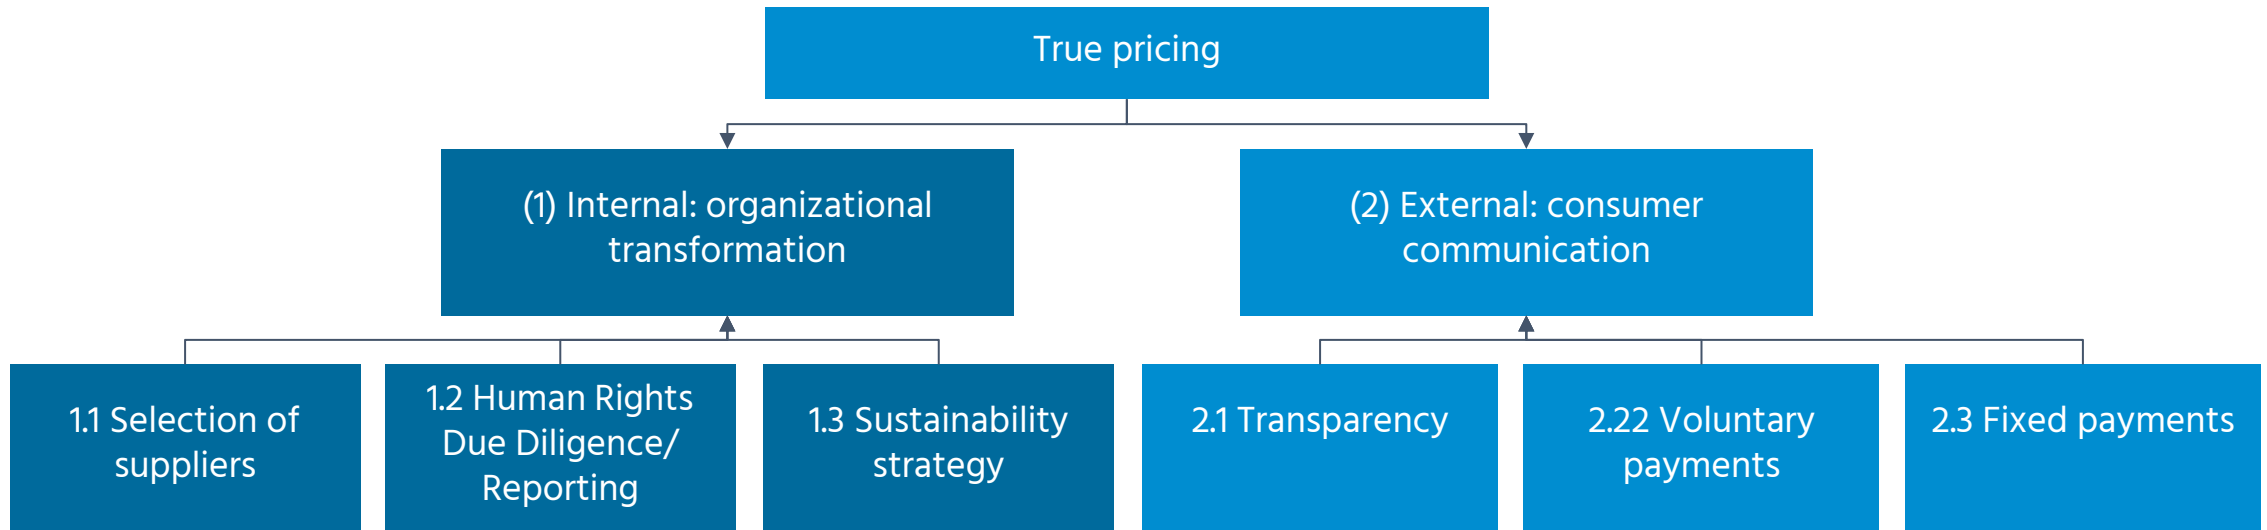 True pricing
(1) Internal: organizational
transformation
(2) External: consumer
communication
1.1 Selection of
suppliers
1.2 Human Rights
Due Diligence/
Reporting
1.3 Sustainability
strategy
2.1 Transparency
2.22 Voluntary
payments
2.3 Fixed payments